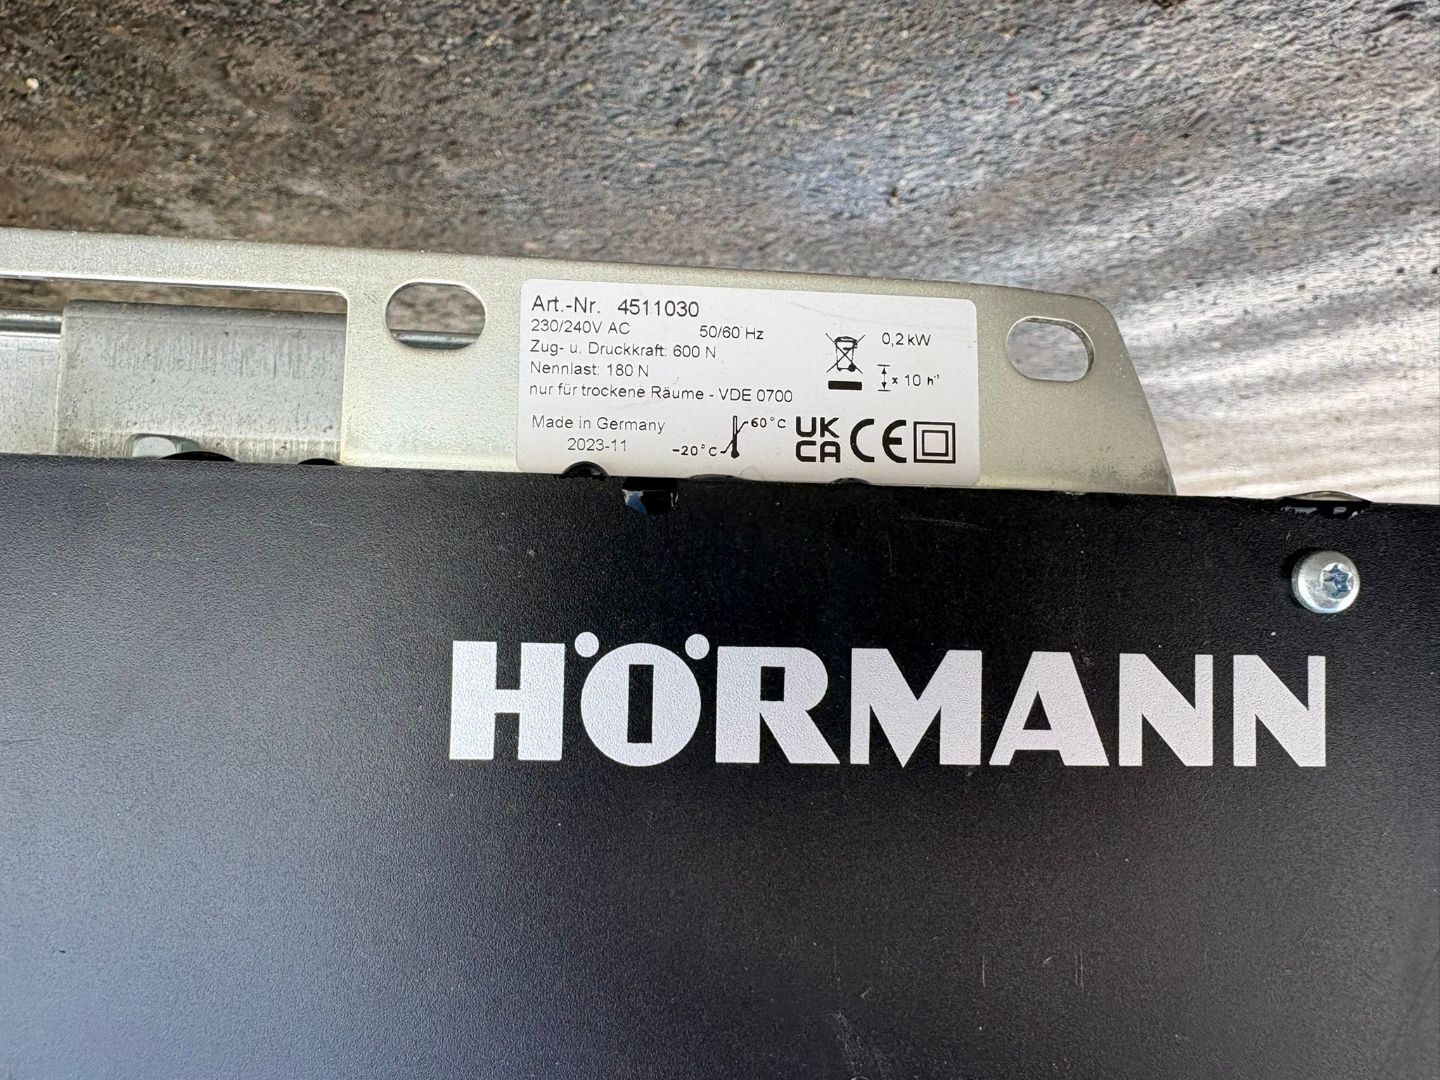 Art.-Nr. 4511030
230/240V AC 50/60 Hz
Zug- u. Druckkraft: 600 N
Nennlast: 180 N
nur für trockene Räume - VDE 0700
Made in Germany
2023-11
0,2 kW
x 10 h⁻¹
-20°C
60°C
UK
CA
CE
HÖRMANN